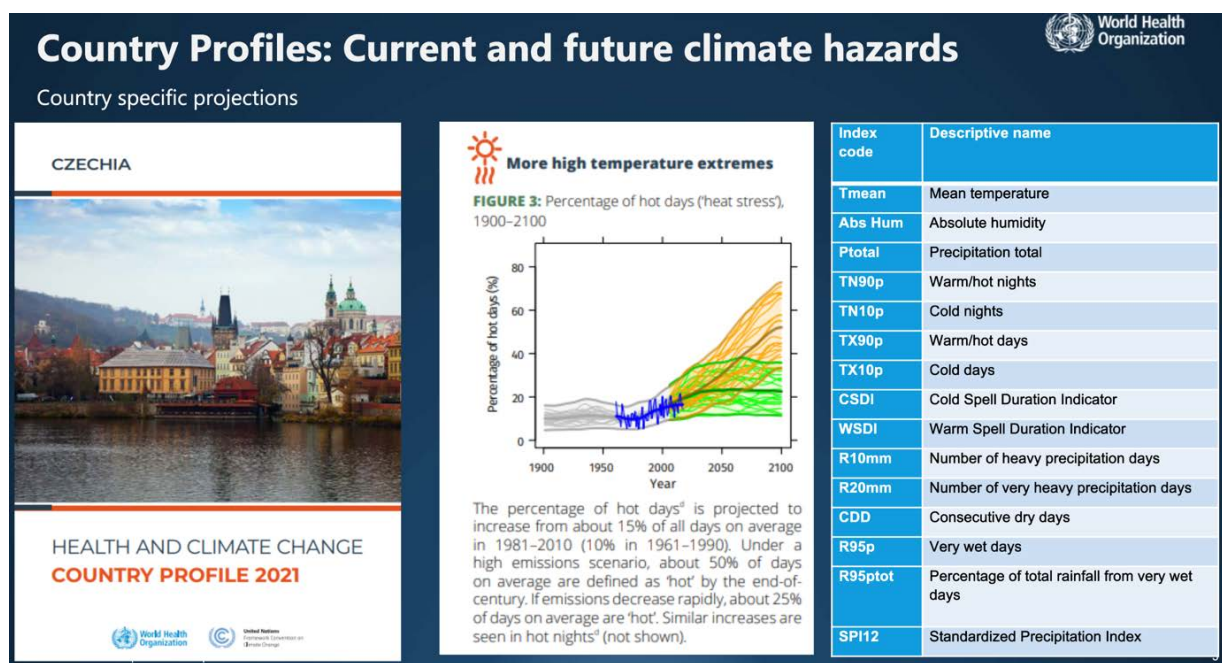 World Health
Organization
Country Profiles: Current and future climate hazards
Country specific projections
CZECHIA
HEALTH AND CLIMATE CHANGE
COUNTRY PROFILE 2021
World Health
Organization
United Nations
Framework Convention on
Climate Change
More high temperature extremes
FIGURE 3: Percentage of hot days (‘heat stress’),
1900–2100
Percentage of hot days (%)
80
60
40
20
0
1900 1950 2000 2050 2100
Year
The percentage of hot daysᵈ is projected to
increase from about 15% of all days on average
in 1981–2010 (10% in 1961–1990). Under a
high emissions scenario, about 50% of days
on average are defined as ‘hot’ by the end-of-
century. If emissions decrease rapidly, about 25%
of days on average are ‘hot’. Similar increases are
seen in hot nightsᵈ (not shown).
Index code Descriptive name
Tmean Mean temperature
Abs Hum Absolute humidity
Ptotal Precipitation total
TN90p Warm/hot nights
TN10p Cold nights
TX90p Warm/hot days
TX10p Cold days
CSDI Cold Spell Duration Indicator
WSDI Warm Spell Duration Indicator
R10mm Number of heavy precipitation days
R20mm Number of very heavy precipitation days
CDD Consecutive dry days
R95p Very wet days
R95ptot Percentage of total rainfall from very wet
days
SPI12 Standardized Precipitation Index